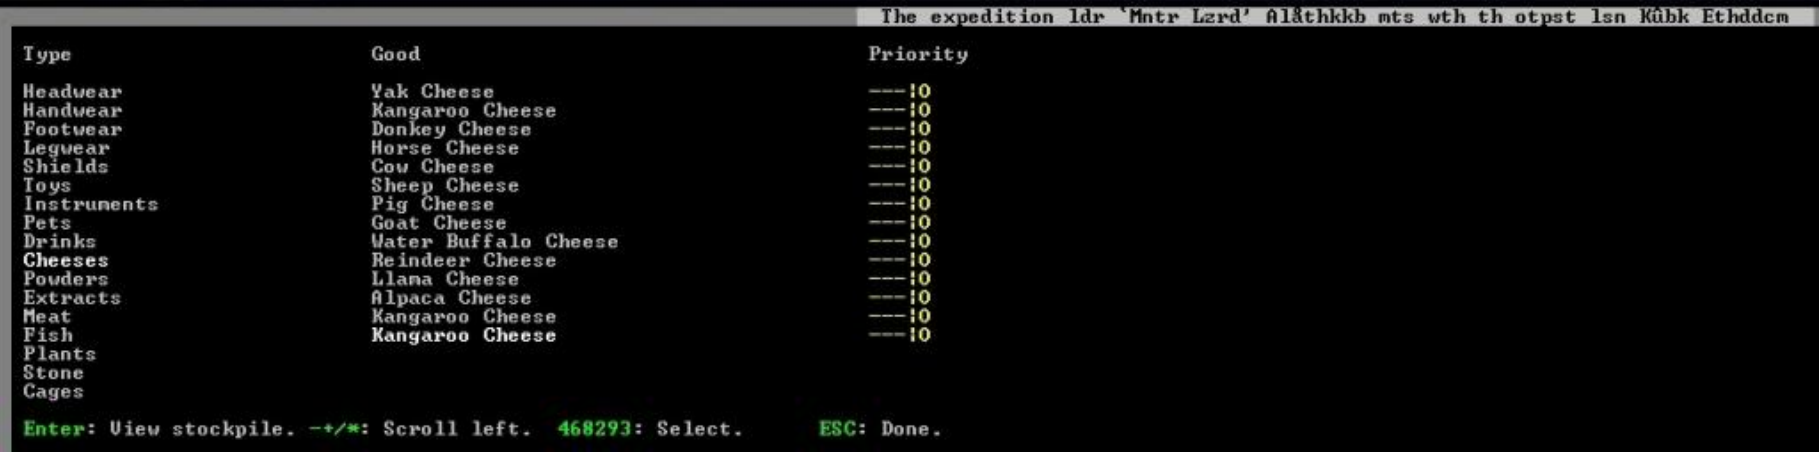 The expedition ldr `Mntr Lzrd' Alåthkkb mts wth th otpst lsn Kûbk Ethddcm
Type Good Priority
Headwear Yak Cheese ---|0
Handwear Kangaroo Cheese ---|0
Footwear Donkey Cheese ---|0
Legwear Horse Cheese ---|0
Shields Cow Cheese ---|0
Toys Sheep Cheese ---|0
Instruments Pig Cheese ---|0
Pets Goat Cheese ---|0
Drinks Water Buffalo Cheese ---|0
Cheeses Reindeer Cheese ---|0
Powders Llama Cheese ---|0
Extracts Alpaca Cheese ---|0
Meat Kangaroo Cheese ---|0
Fish Kangaroo Cheese ---|0
Plants
Stone
Cages
Enter: View stockpile. -+/*: Scroll left. 468293: Select. ESC: Done.